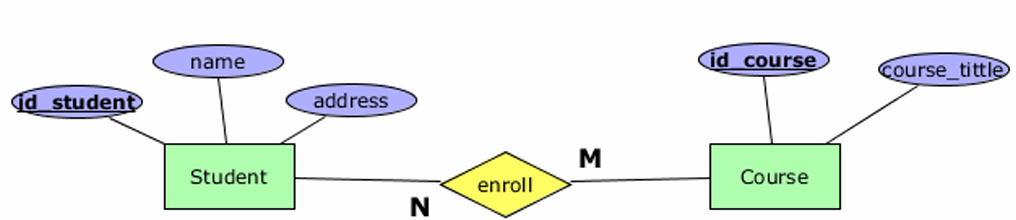 name
id_student
address
id_course
course_tittle
Student
N
enroll
M
Course